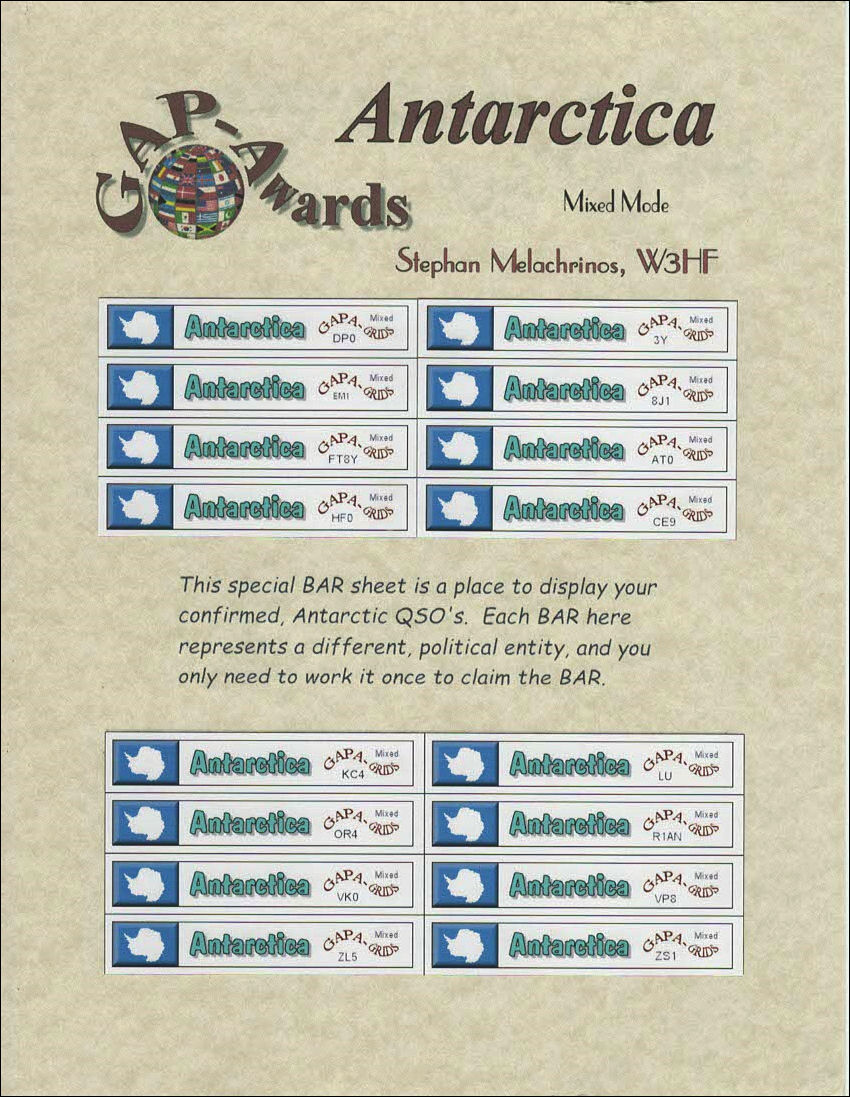 GAP-Awards
Antarctica
Mixed Mode
Stephan Melachrinos, W3HF
Antarctica GAPA-GRIDS Mixed DP0
Antarctica GAPA-GRIDS Mixed 3Y
Antarctica GAPA-GRIDS Mixed EM1
Antarctica GAPA-GRIDS Mixed 8J1
Antarctica GAPA-GRIDS Mixed FT8Y
Antarctica GAPA-GRIDS Mixed AT0
Antarctica GAPA-GRIDS Mixed HF0
Antarctica GAPA-GRIDS Mixed CE9
This special BAR sheet is a place to display your
confirmed, Antarctic QSO's. Each BAR here
represents a different, political entity, and you
only need to work it once to claim the BAR.
Antarctica GAPA-GRIDS Mixed KC4
Antarctica GAPA-GRIDS Mixed LU
Antarctica GAPA-GRIDS Mixed OR4
Antarctica GAPA-GRIDS Mixed R1AN
Antarctica GAPA-GRIDS Mixed VK0
Antarctica GAPA-GRIDS Mixed VP8
Antarctica GAPA-GRIDS Mixed ZL5
Antarctica GAPA-GRIDS Mixed ZS1